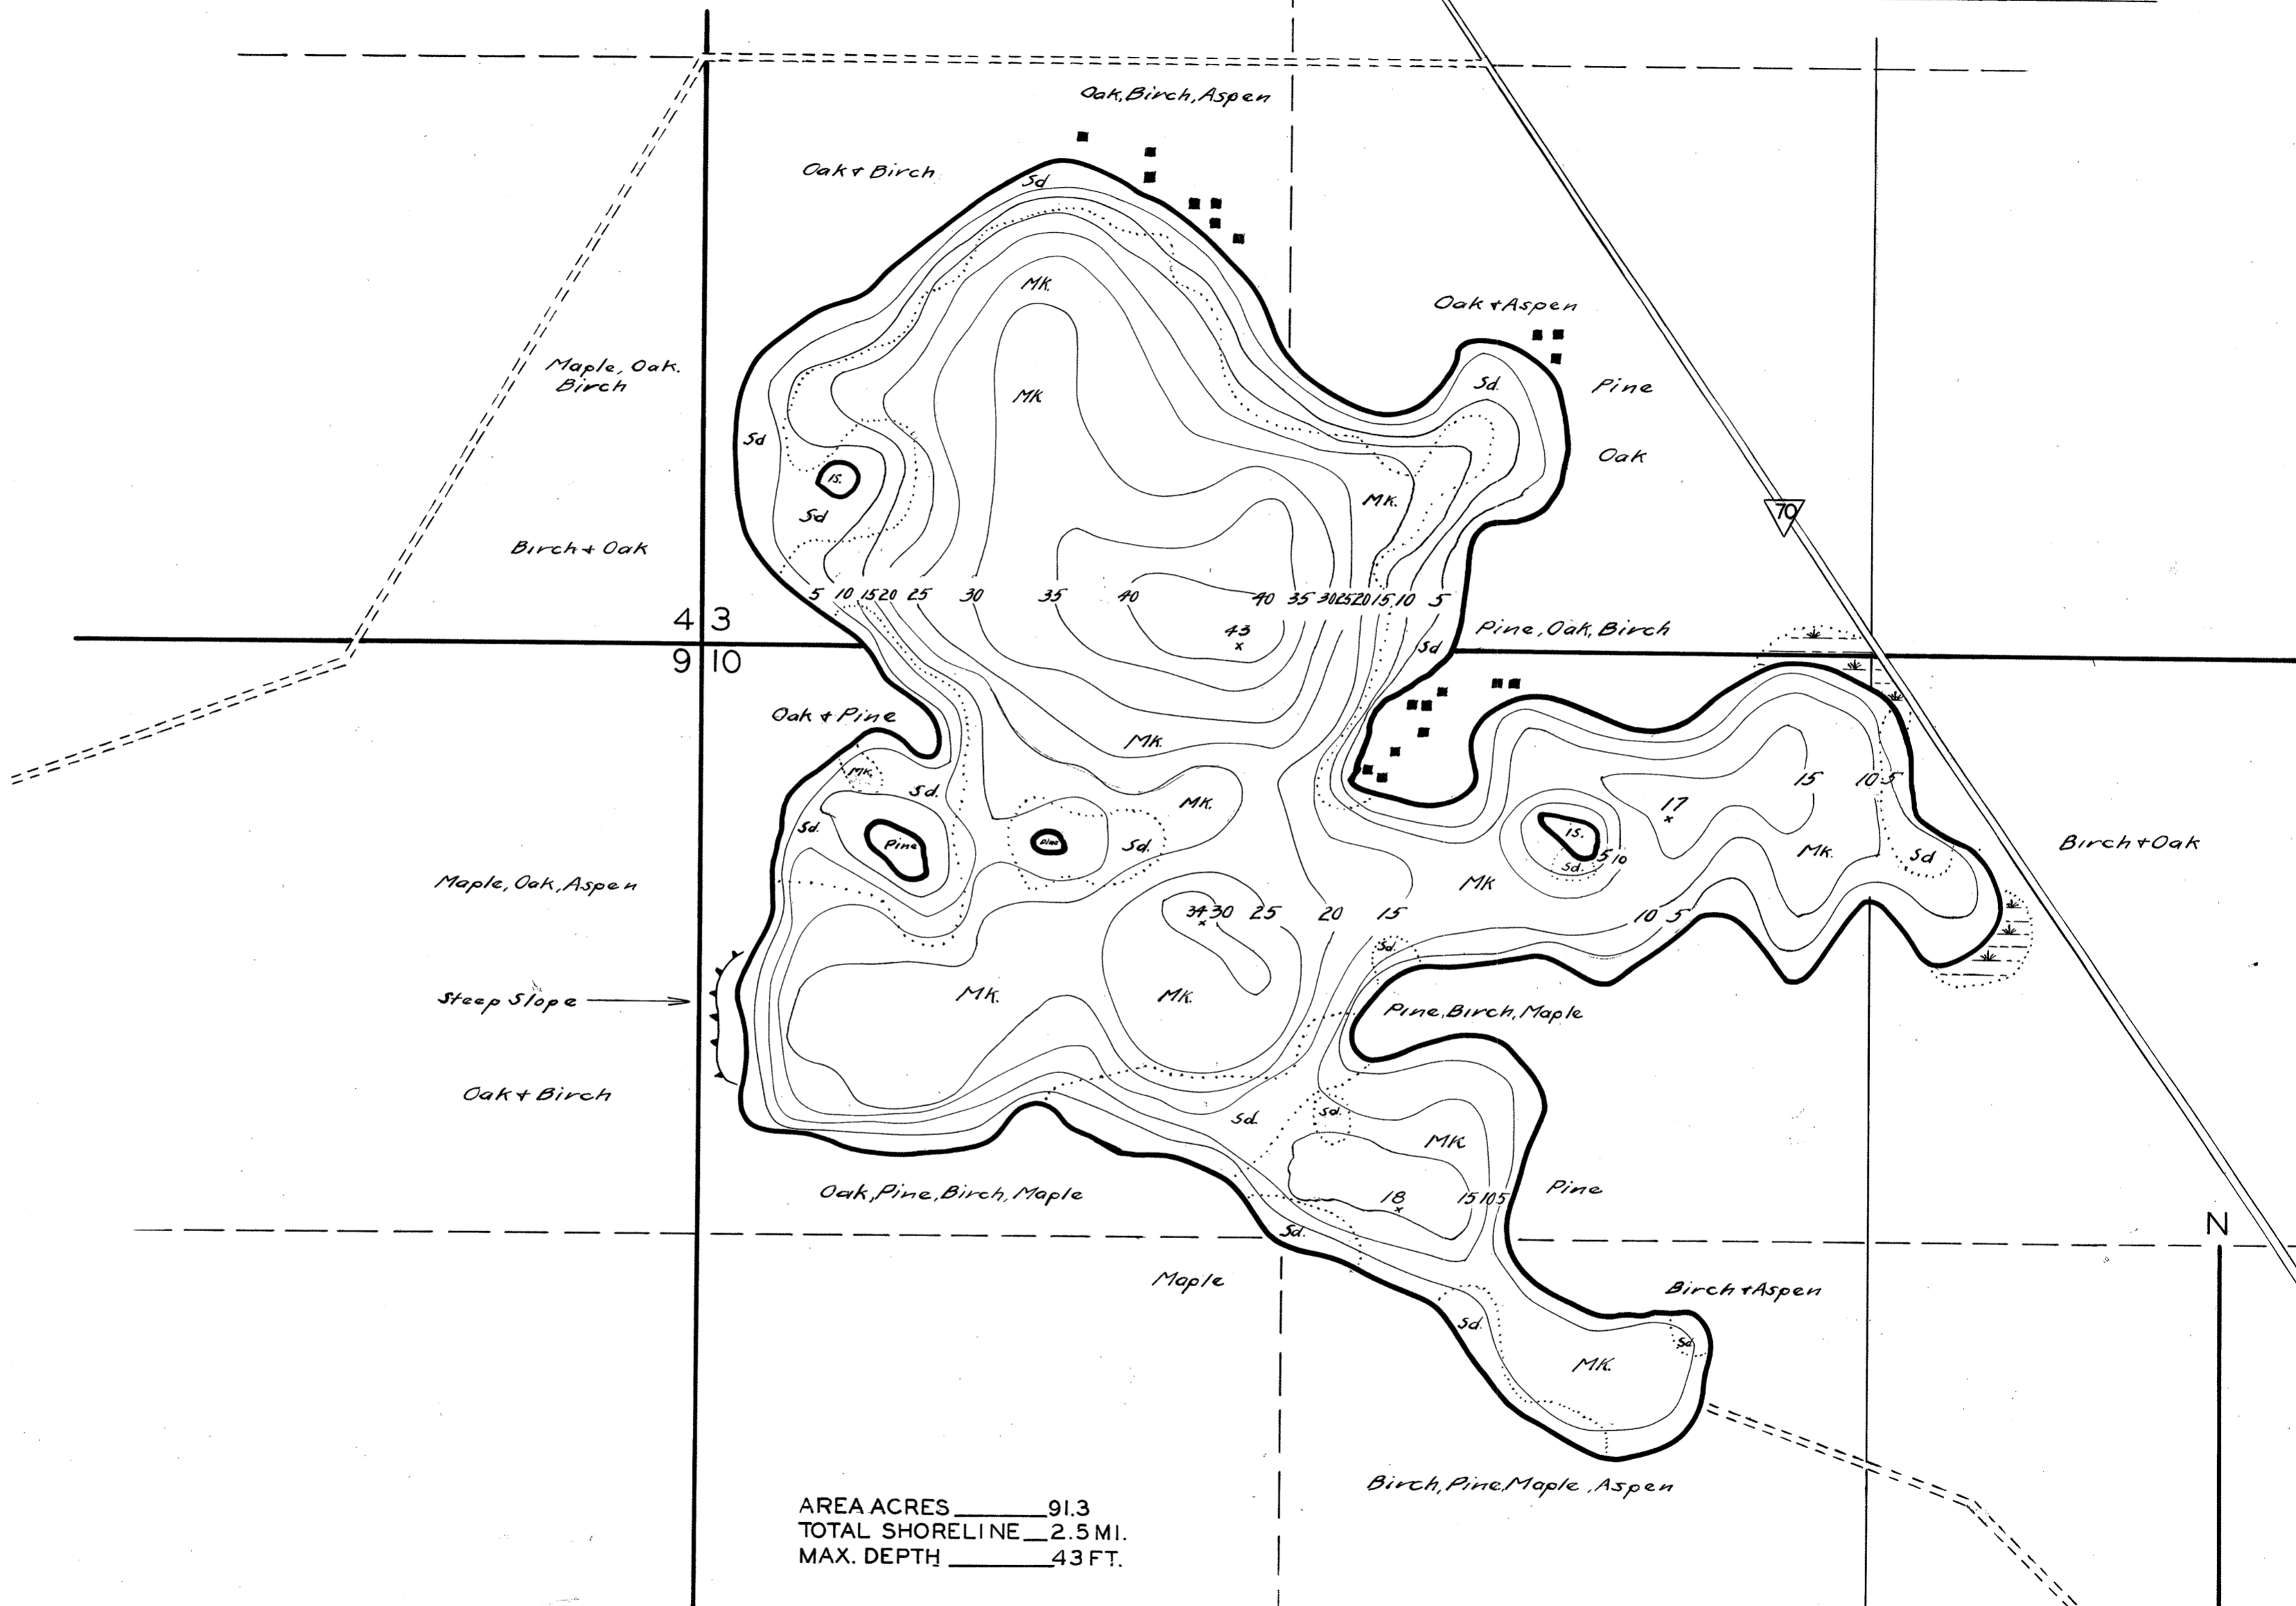 Oak, Birch, Aspen
Oak & Birch
Sd
MK.
Oak & Aspen
Maple, Oak.
Birch
Sd.
Pine
MK
Sd
Oak
IS.
MK.
70
Sd
Birch & Oak
5 10 15 20 25 30 35 40 40 35 30 25 20 15 10 5
4 3
43
Pine, Oak, Birch
Sd
9 10
Oak & Pine
MK.
MK.
Sd.
15 10 5
MK.
17
Sd.
Pine
Pine
Sd.
IS.
5 10
Sd.
MK.
Sd
Birch & Oak
Maple, Oak, Aspen
MK
34 30 25 20 15
10 5
Sd.
MK.
MK.
Steep Slope
Pine, Birch, Maple
Oak & Birch
Sd.
Sd.
MK
Oak, Pine, Birch, Maple
18
15 10 5
Pine
Sd.
N
Maple
Birch & Aspen
Sd.
Sd
MK.
Birch, Pine, Maple, Aspen
AREA ACRES 91.3
TOTAL SHORELINE 2.5 MI.
MAX. DEPTH 43 FT.